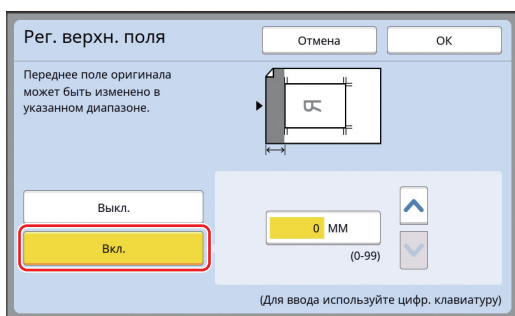 Рег. верхн. поля
Отмена
ОК
Переднее поле оригинала
может быть изменено в
указанном диапазоне.
Я
Выкл.
Вкл.
0 ММ
(0-99)
(Для ввода используйте цифр. клавиатуру)